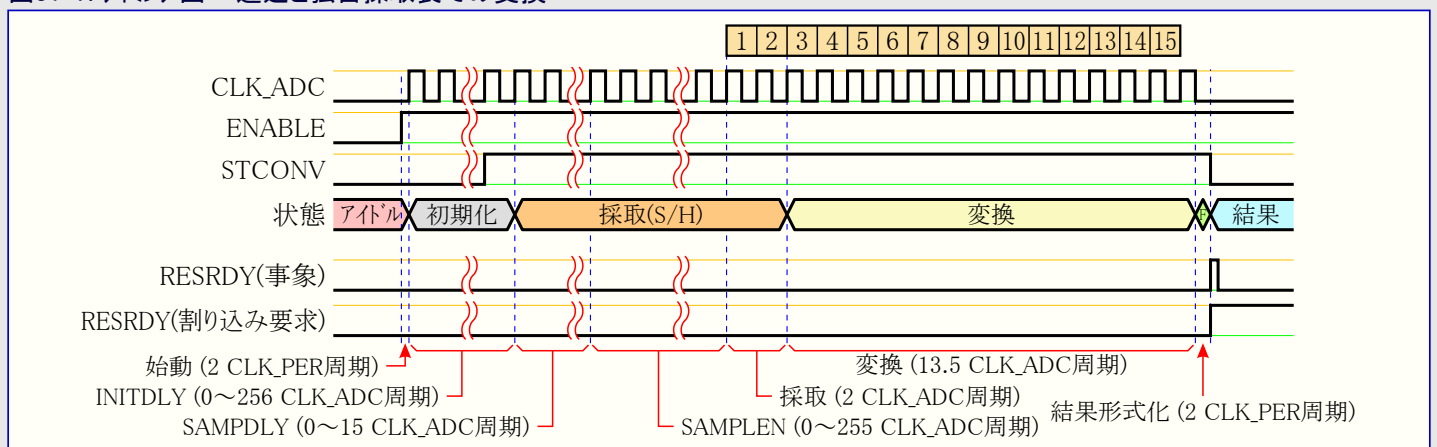 1 2 3 4 5 6 7 8 9 10 11 12 13 14 15
CLK_ADC
ENABLE
STCONV
状態 アイドル 初期化 採取(S/H) 変換 F 結果
RESRDY(事象)
RESRDY(割り込み要求)
始動 (2 CLK_PER周期)
変換 (13.5 CLK_ADC周期)
INITDLY (0～256 CLK_ADC周期)
採取 (2 CLK_ADC周期)
結果形式化 (2 CLK_PER周期)
SAMPDLY (0～15 CLK_ADC周期)
SAMPLEN (0～255 CLK_ADC周期)